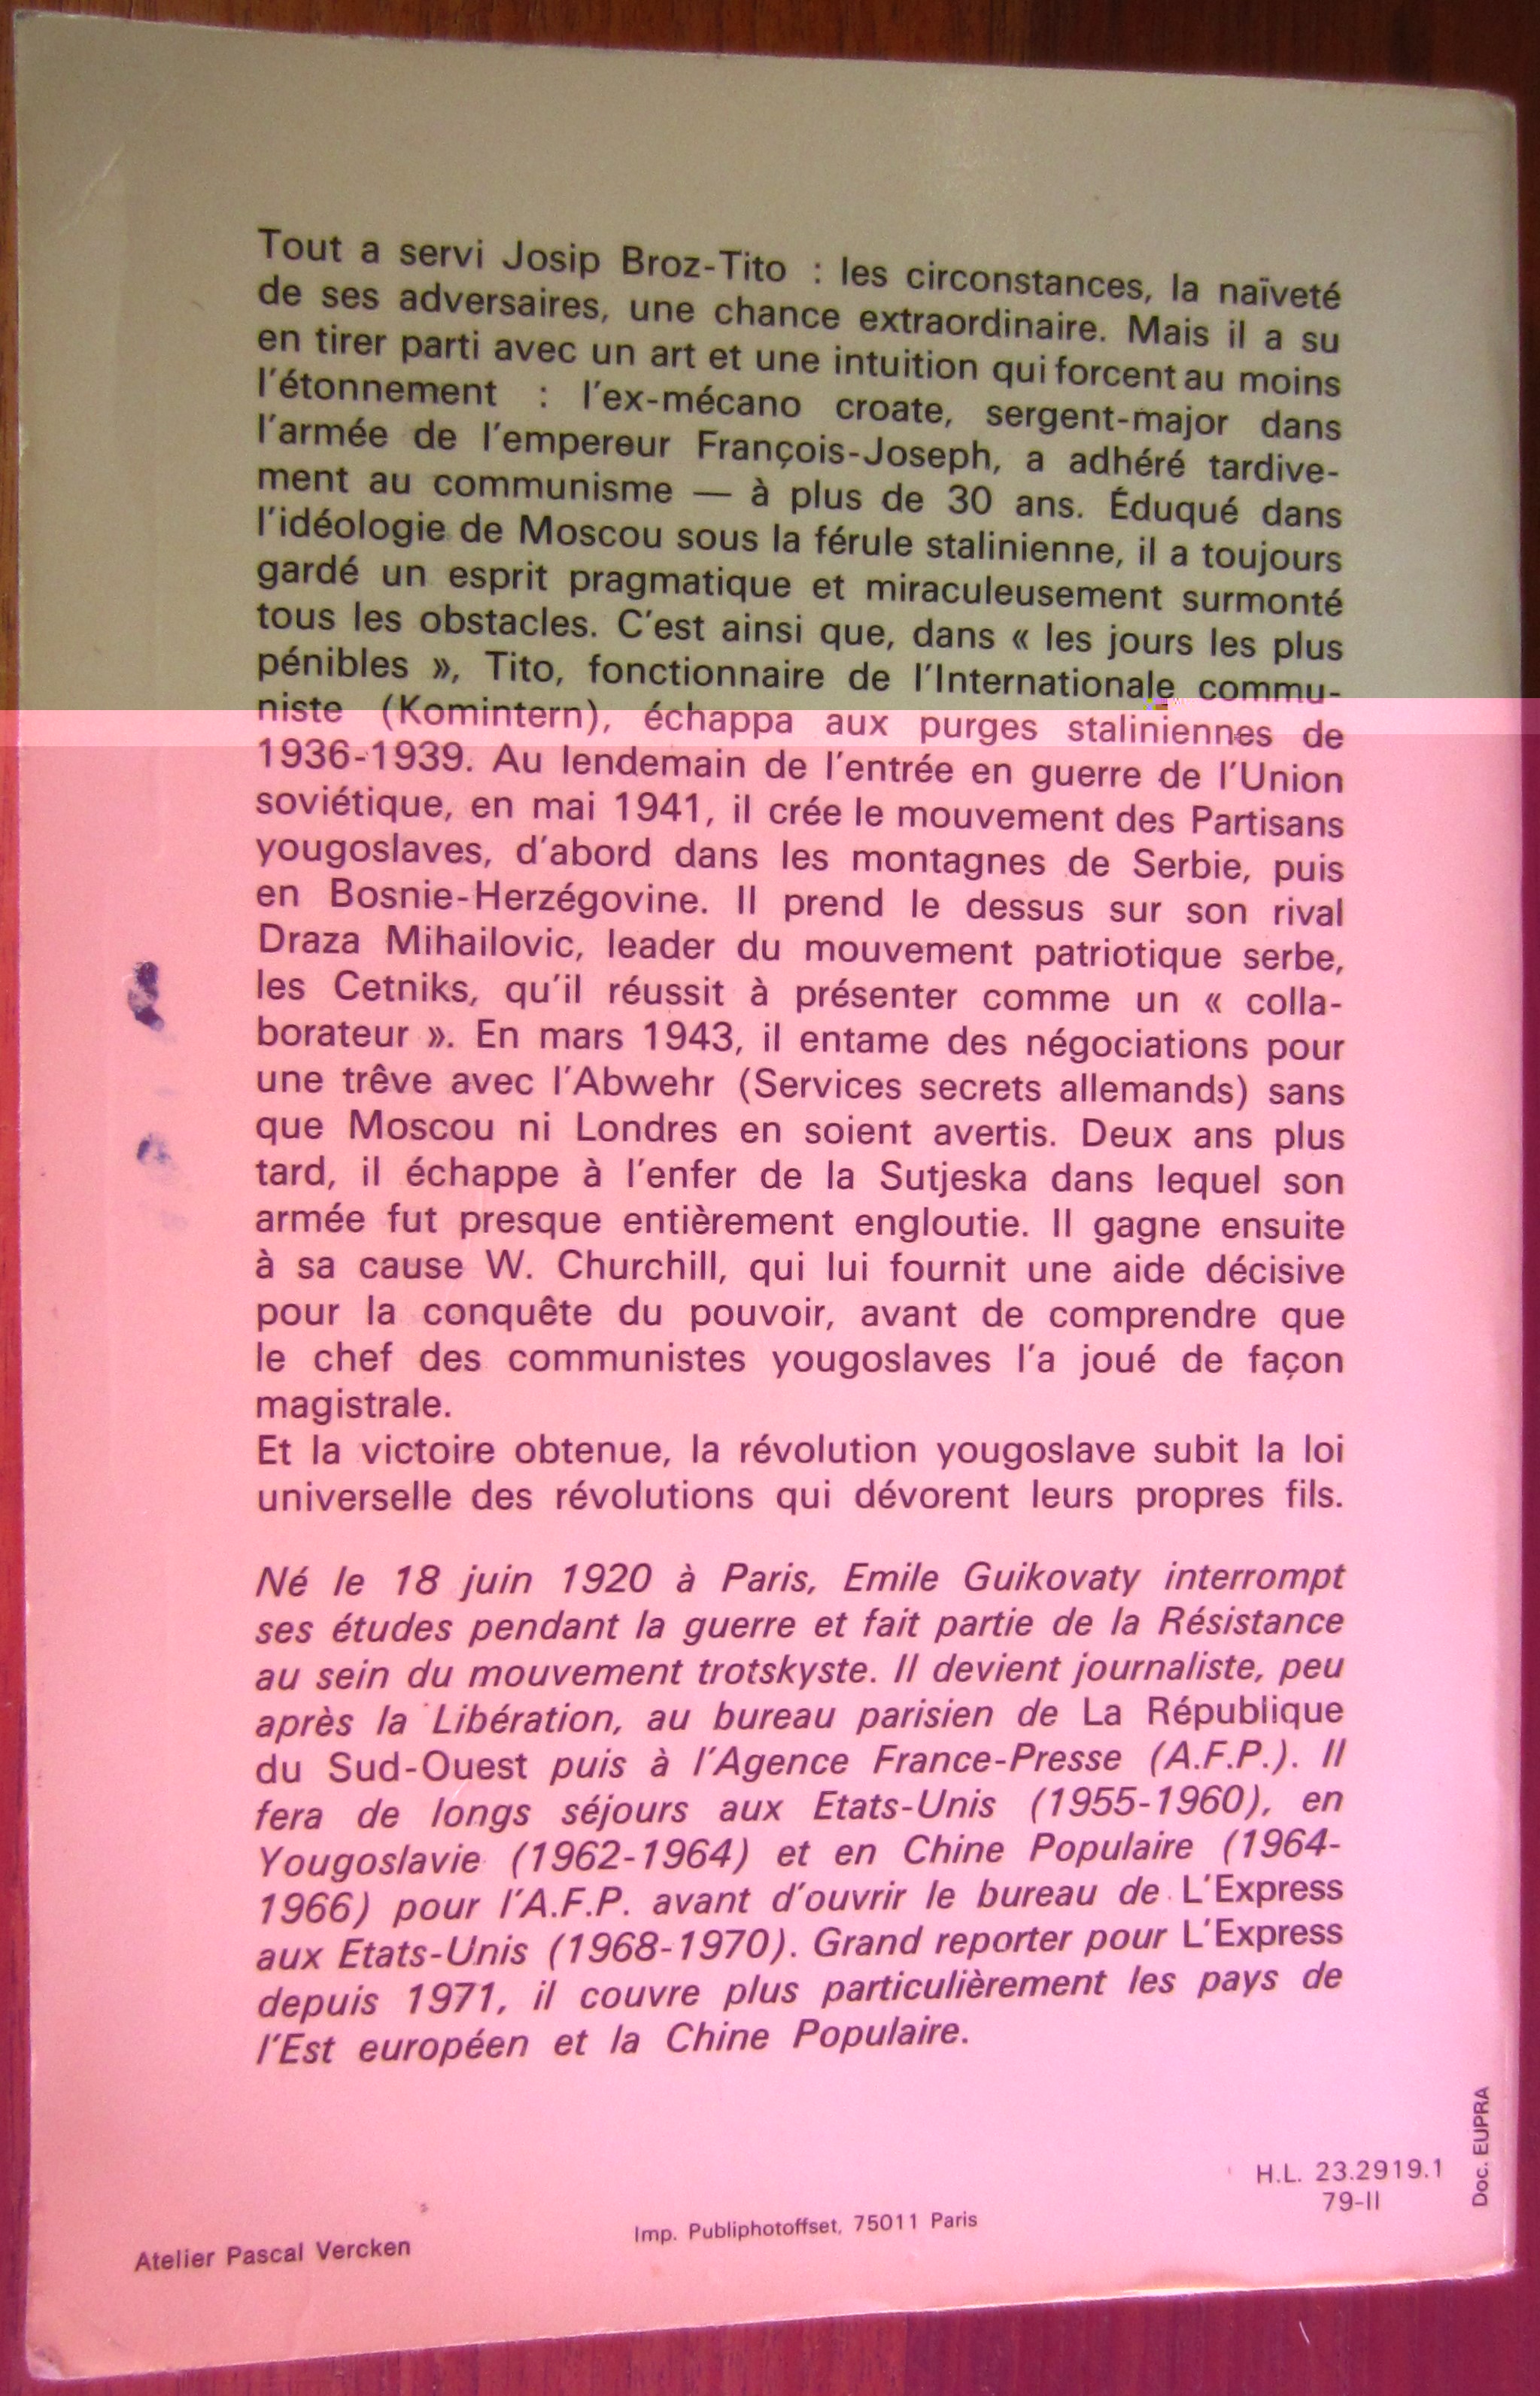 Tout a servi Josip Broz-Tito : les circonstances, la naïveté
de ses adversaires, une chance extraordinaire. Mais il a su
en tirer parti avec un art et une intuition qui forcent au moins
l'étonnement : l'ex-mécano croate, sergent-major dans
l'armée de l'empereur François-Joseph, a adhéré tardive-
ment au communisme — à plus de 30 ans. Éduqué dans
l'idéologie de Moscou sous la férule stalinienne, il a toujours
gardé un esprit pragmatique et miraculeusement surmonté
tous les obstacles. C'est ainsi que, dans « les jours les plus
pénibles », Tito, fonctionnaire de l'Internationale commu-
niste (Komintern), échappa aux purges staliniennes de
1936-1939. Au lendemain de l'entrée en guerre de l'Union
soviétique, en mai 1941, il crée le mouvement des Partisans
yougoslaves, d'abord dans les montagnes de Serbie, puis
en Bosnie-Herzégovine. Il prend le dessus sur son rival
Draza Mihailovic, leader du mouvement patriotique serbe,
les Cetniks, qu'il réussit à présenter comme un « colla-
borateur ». En mars 1943, il entame des négociations pour
une trêve avec l'Abwehr (Services secrets allemands) sans
que Moscou ni Londres en soient avertis. Deux ans plus
tard, il échappe à l'enfer de la Sutjeska dans lequel son
armée fut presque entièrement engloutie. Il gagne ensuite
à sa cause W. Churchill, qui lui fournit une aide décisive
pour la conquête du pouvoir, avant de comprendre que
le chef des communistes yougoslaves l'a joué de façon
magistrale.
Et la victoire obtenue, la révolution yougoslave subit la loi
universelle des révolutions qui dévorent leurs propres fils.
Né le 18 juin 1920 à Paris, Emile Guikovaty interrompt
ses études pendant la guerre et fait partie de la Résistance
au sein du mouvement trotskyste. Il devient journaliste, peu
après la Libération, au bureau parisien de La République
du Sud-Ouest puis à l'Agence France-Presse (A.F.P.). Il
fera de longs séjours aux Etats-Unis (1955-1960), en
Yougoslavie (1962-1964) et en Chine Populaire (1964-
1966) pour l'A.F.P. avant d'ouvrir le bureau de L'Express
aux Etats-Unis (1968-1970). Grand reporter pour L'Express
depuis 1971, il couvre plus particulièrement les pays de
l'Est européen et la Chine Populaire.
Atelier Pascal Vercken
Imp. Publiphotoffset, 75011 Paris
H.L. 23.2919.1
79-II
Doc. EUPRA